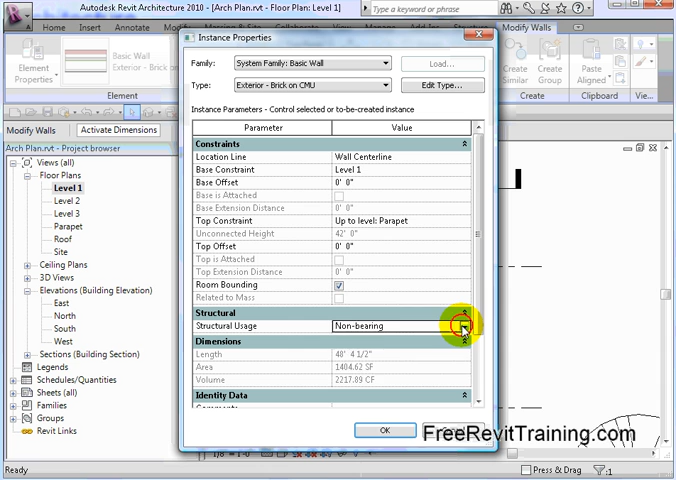 Autodesk Revit Architecture 2010 - [Arch Plan.rvt - Floor Plan: Level 1]
Type a keyword or phrase
Home
Insert
Modify Walls
Element
Properties
Basic Wall
Exterior - Brick on CMU
Create
Similar
Paste
Aligned
View...
Element
Create
Clipboard
Modify Walls
Activate Dimensions
Arch Plan.rvt - Project browser
Views (all)
Floor Plans
Level 1
Level 2
Level 3
Parapet
Roof
Site
Ceiling Plans
3D Views
Elevations (Building Elevation)
East
North
South
West
Sections (Building Section)
Legends
Schedules/Quantities
Sheets (all)
Families
Groups
Revit Links
Instance Properties
Family: System Family: Basic Wall Load...
Type: Exterior - Brick on CMU Edit Type...
Instance Parameters - Control selected or to-be-created instance
Parameter Value
Constraints
Location Line Wall Centerline
Base Constraint Level 1
Base Offset 0' 0"
Base is Attached
Base Extension Distance 0' 0"
Top Constraint Up to level: Parapet
Unconnected Height 42' 0"
Top Offset 0' 0"
Top is Attached
Top Extension Distance 0' 0"
Room Bounding
Related to Mass
Structural
Structural Usage Non-bearing
Dimensions
Length 48' 4 1/2"
Area 1404.62 SF
Volume 2217.89 CF
Identity Data
Comments
OK
FreeRevitTraining.com
1/8" = 1'-0"
Ready
Press & Drag
:1